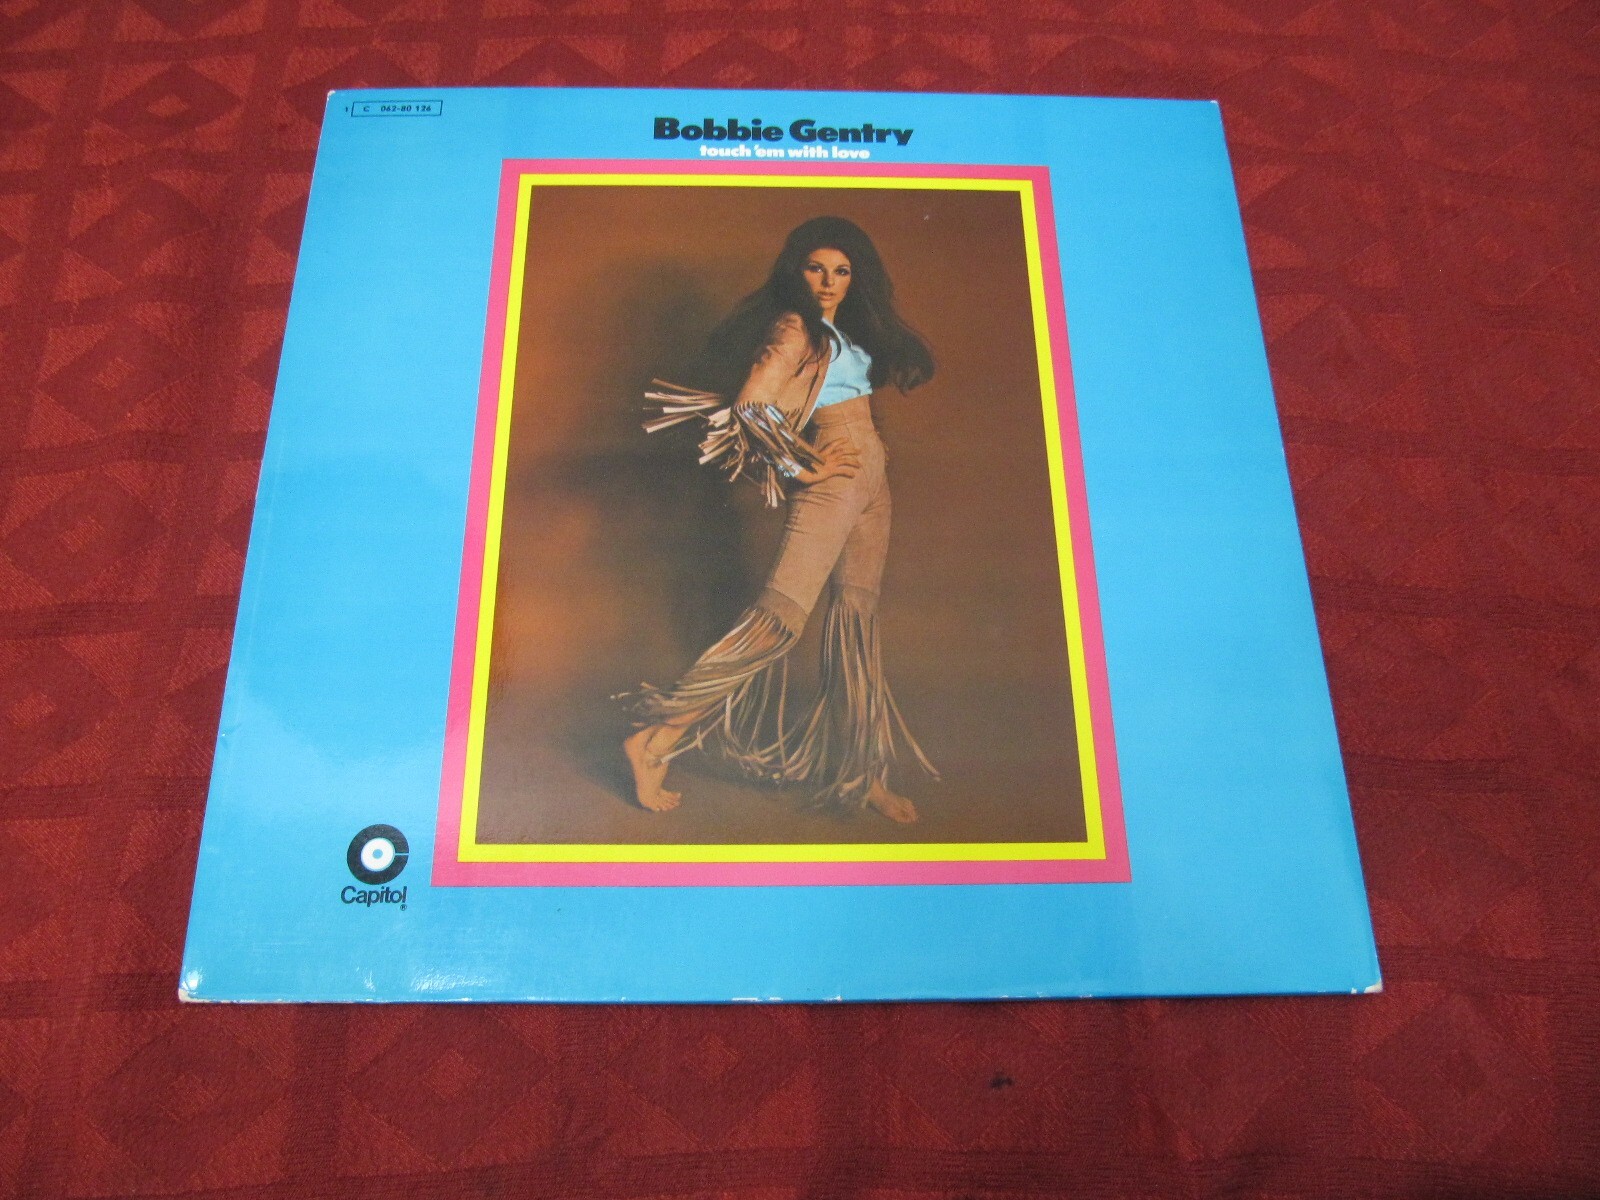 1 C 062-80 126
Bobbie Gentry
touch 'em with love
Capitol
®